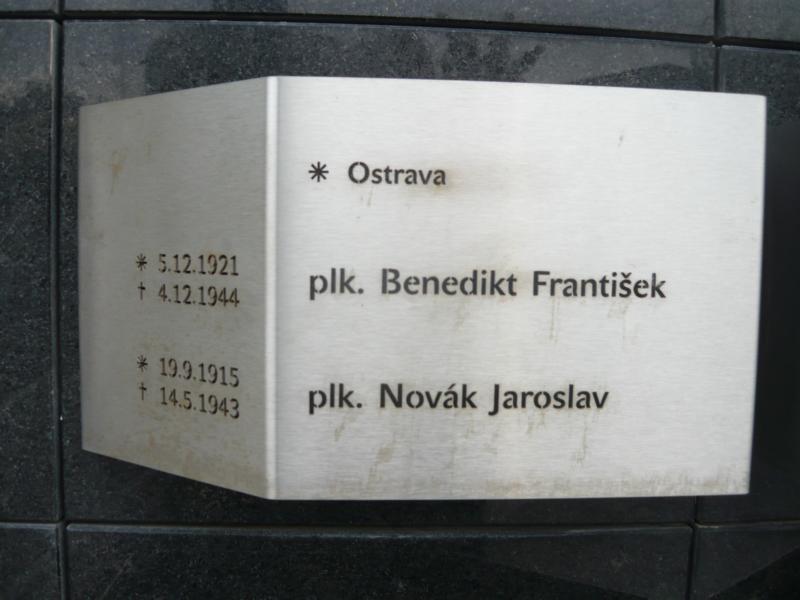 * Ostrava
* 5.12.1921
† 4.12.1944
plk. Benedikt František
* 19.9.1915
† 14.5.1943
plk. Novák Jaroslav